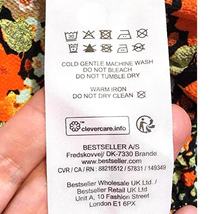 COLD GENTLE MACHINE WASH
DO NOT BLEACH
DO NOT TUMBLE DRY
WARM IRON
DO NOT DRY CLEAN
clevercare.info
BESTSELLER A/S
Fredskovvej/ DK-7330 Brande
www.bestseller.com
CVR / CA / RN : 88216512 / 57831 / 149349
Bestseller Wholesale UK Ltd. /
Bestseller Retail UK Ltd
Unit A, 10 Fashion Street
London E1 6PX